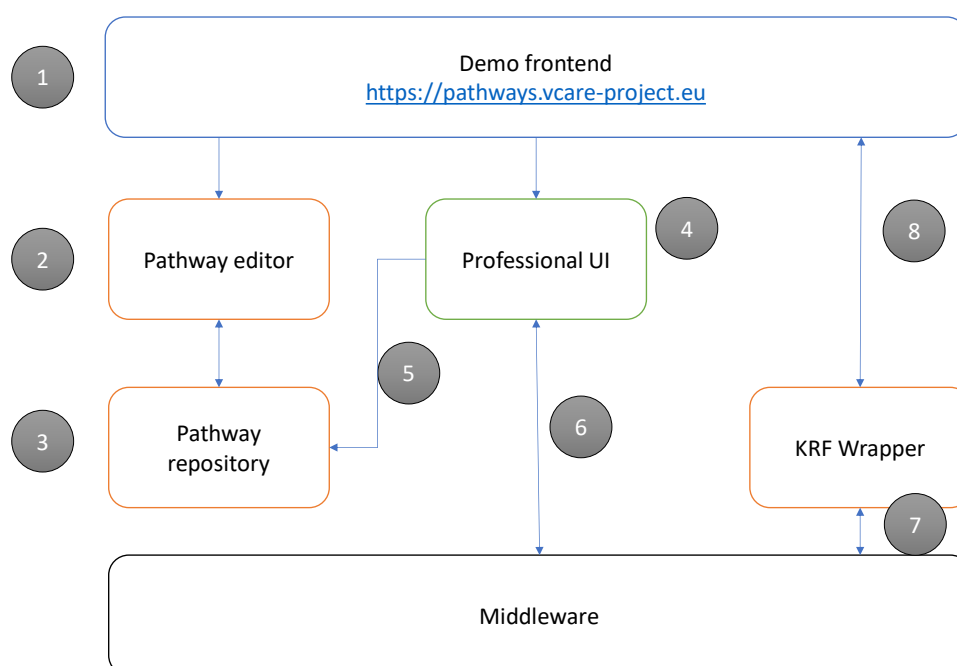 1
Demo frontend
https://pathways.vcare-project.eu
2
Pathway editor
Professional UI
4
8
5
3
Pathway
repository
6
KRF Wrapper
7
Middleware